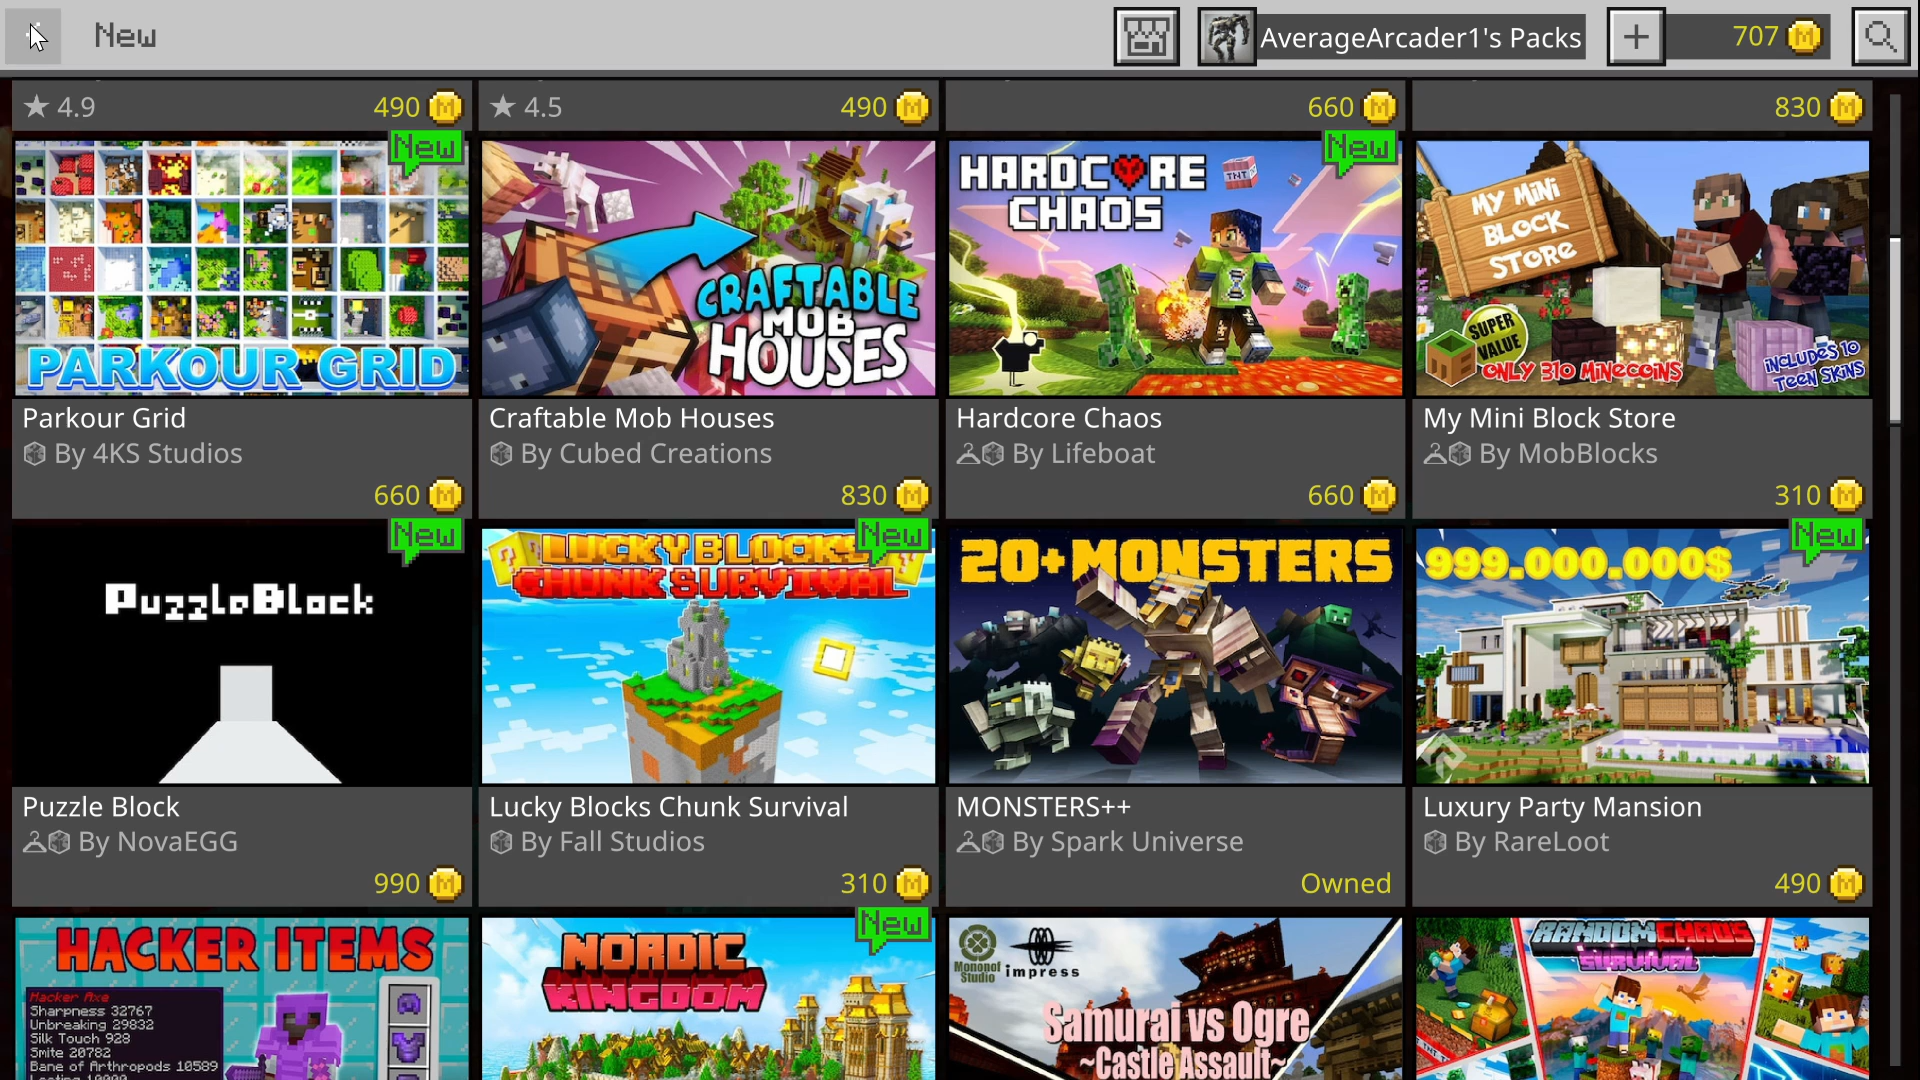 New
AverageArcader1's Packs
707
4.9
490
4.5
490
660
830
New
PARKOUR GRID
Parkour Grid
By 4KS Studios
660
CRAFTABLE
MOB
HOUSES
Craftable Mob Houses
By Cubed Creations
830
New
HARDCORE
CHAOS
TNT
Hardcore Chaos
By Lifeboat
660
MY MiNi
BLOCK
STORE
SUPER
VALUE
ONLY 310 MINECOINS
INCLUDES 10
TEEN SKINS
My Mini Block Store
By MobBlocks
310
New
PuzzleBlock
Puzzle Block
By NovaEGG
990
New
LUCKY BLOCKS
CHUNK SURVIVAL
Lucky Blocks Chunk Survival
By Fall Studios
310
20+MONSTERS
MONSTERS++
By Spark Universe
Owned
New
999.000.000$
Luxury Party Mansion
By RareLoot
490
HACKER ITEMS
Hacker Axe
Sharpness 32767
Unbreaking 29832
Silk Touch 928
Smite 20782
Bane of Arthropods 10589
Looting 10000
New
NORDIC
KINGDOM
Mononof
Studio
impress
Samurai vs Ogre
~Castle Assault~
RANDOM CHAOS
SURVIVAL